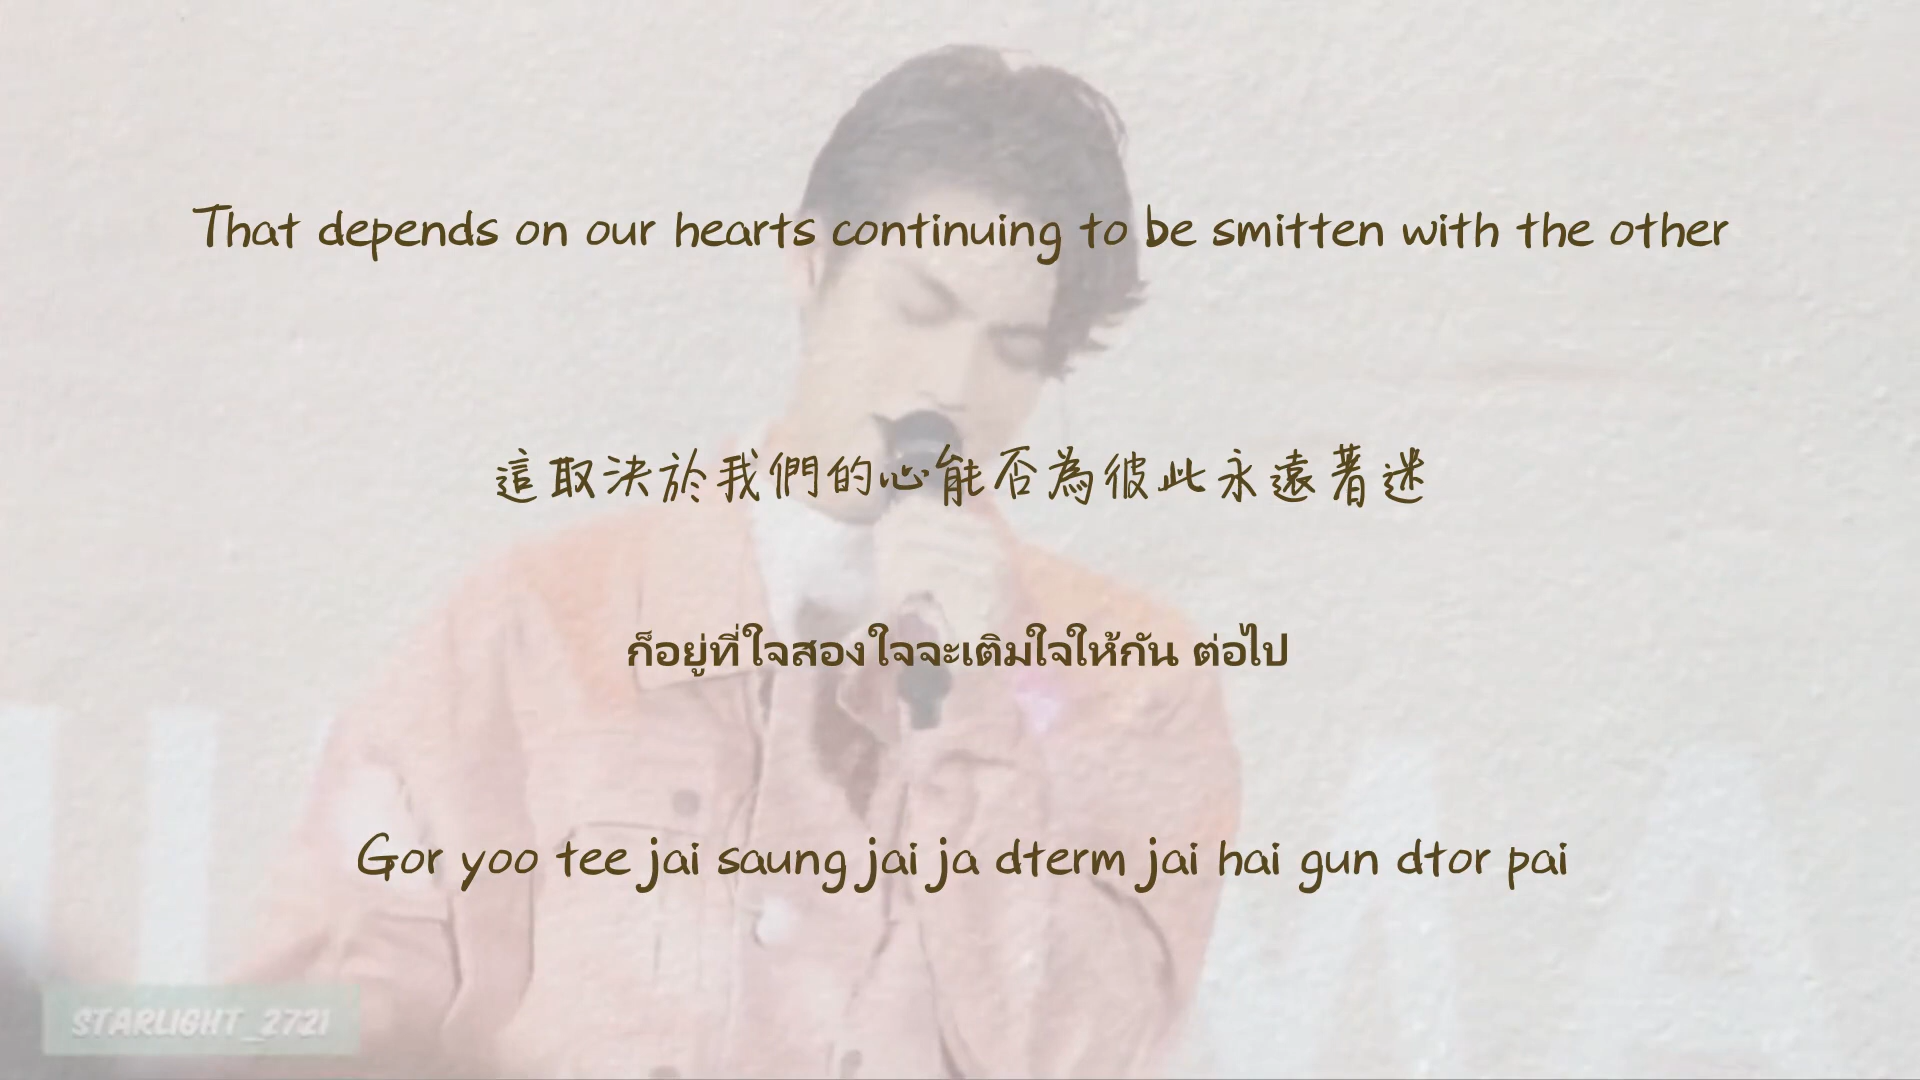 That depends on our hearts continuing to be smitten with the other
這取決於我們的心能否為彼此永遠著迷
ก็อยู่ที่ใจสองใจจะเติมใจให้กัน ต่อไป
Gor yoo tee jai saung jai ja dterm jai hai gun dtor pai
STARLIGHT_2721